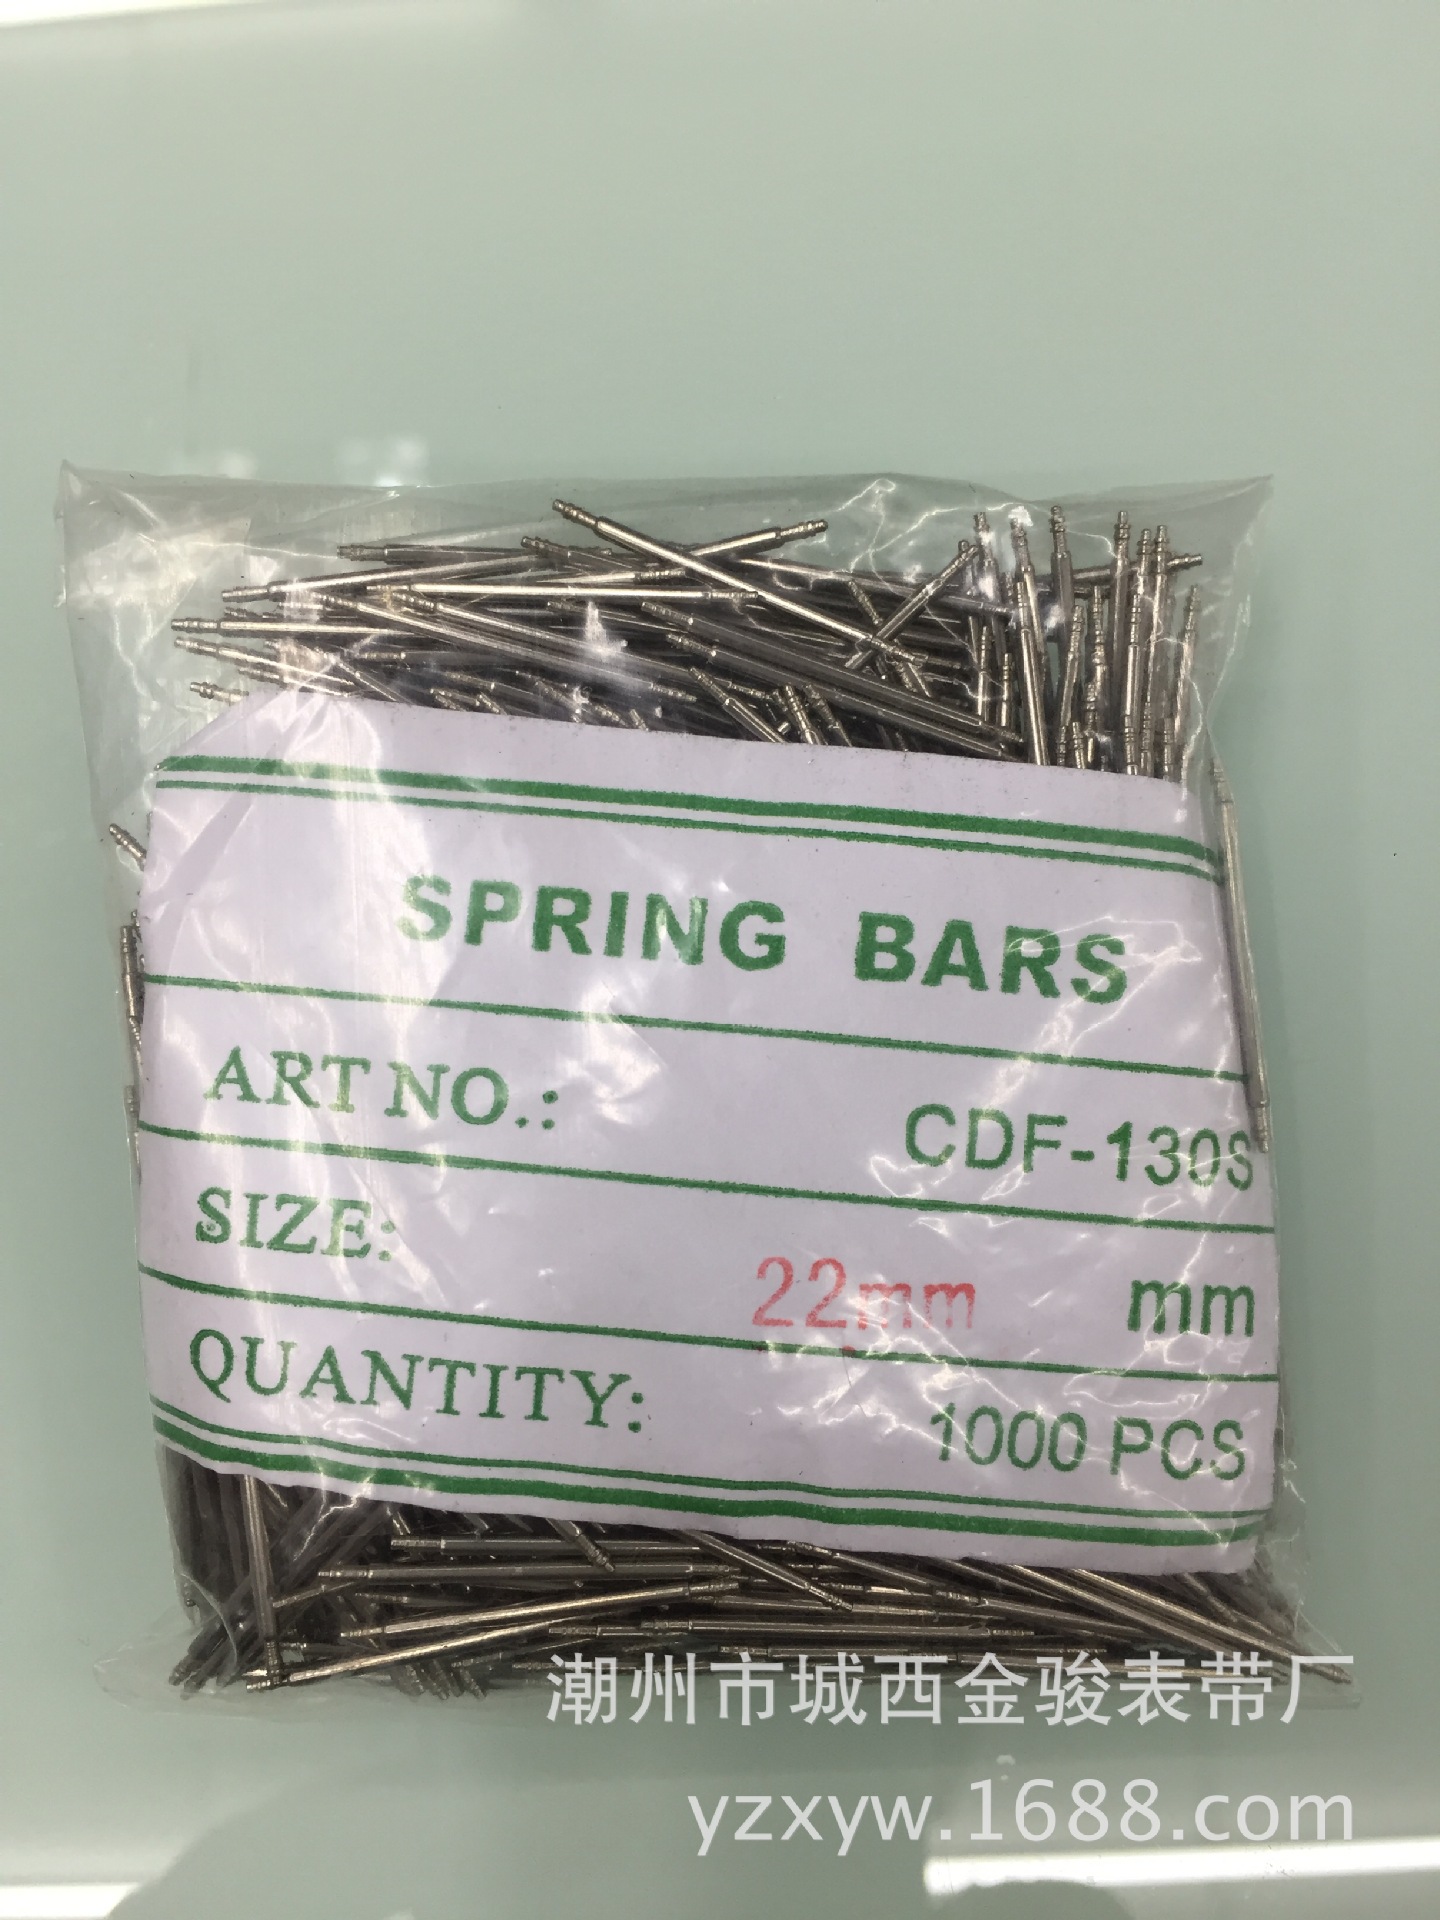 SPRING BARS
ART NO.: CDF-130S
SIZE: 22mm mm
QUANTITY: 1000 PCS
潮州市城西金骏表带厂
yzxyw.1688.com